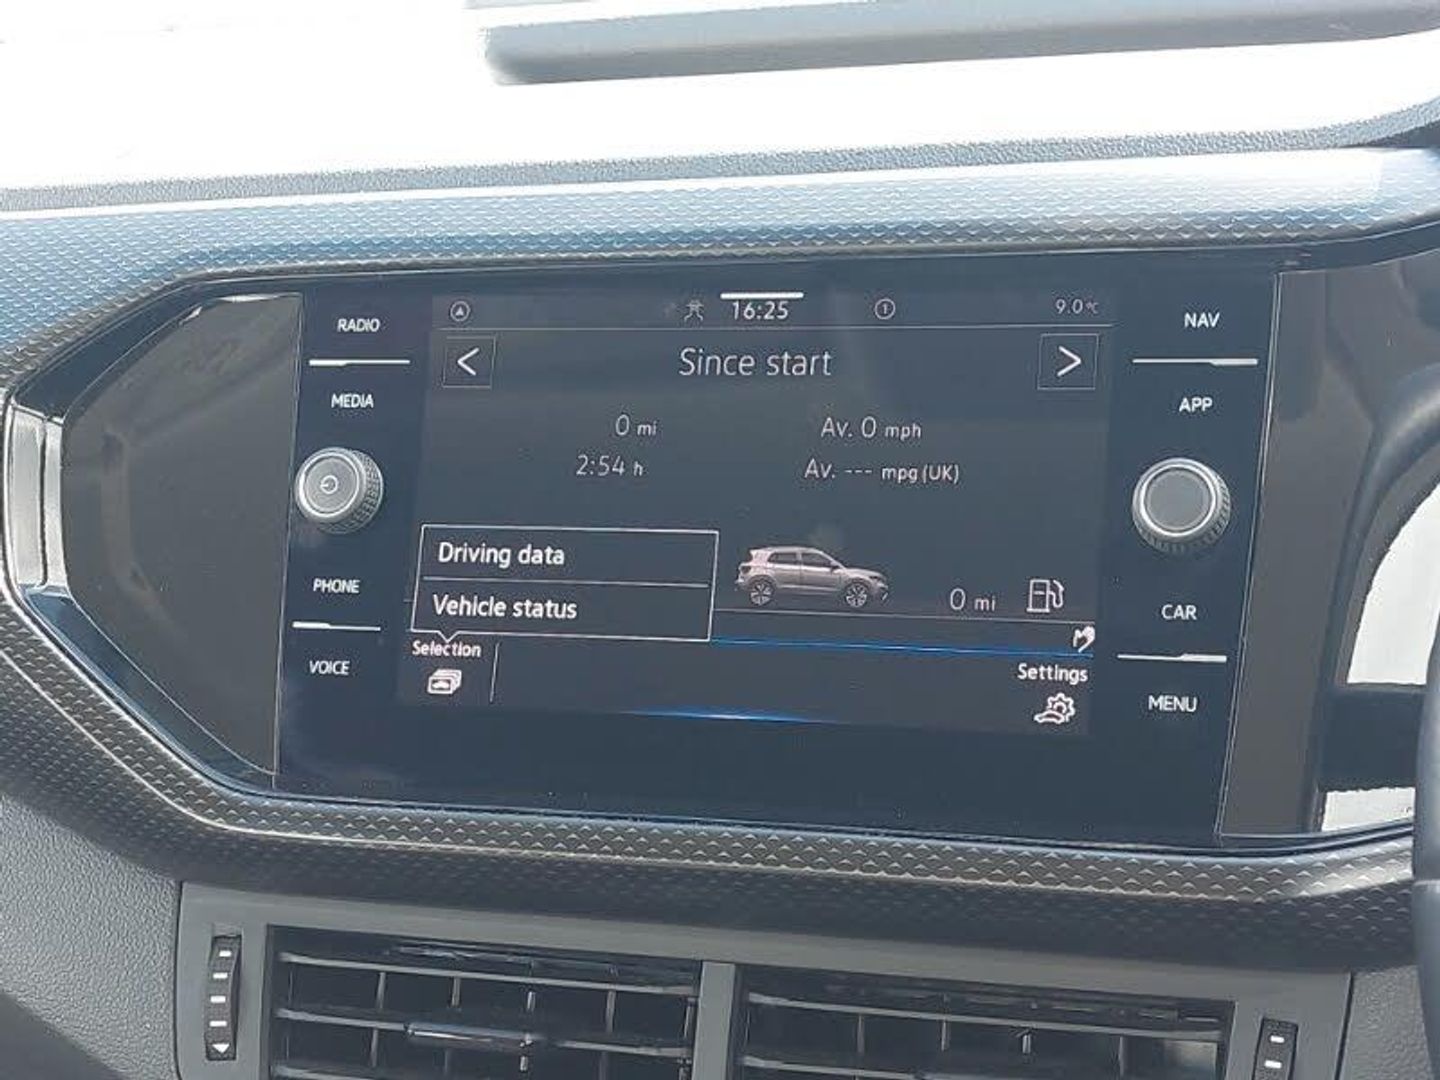 RADIO
MEDIA
PHONE
VOICE
16:25
9.0°C
Since start
0 mi
Av. 0 mph
2:54 h
Av. --- mpg (UK)
Driving data
Vehicle status
0 mi
Selection
Settings
NAV
APP
CAR
MENU